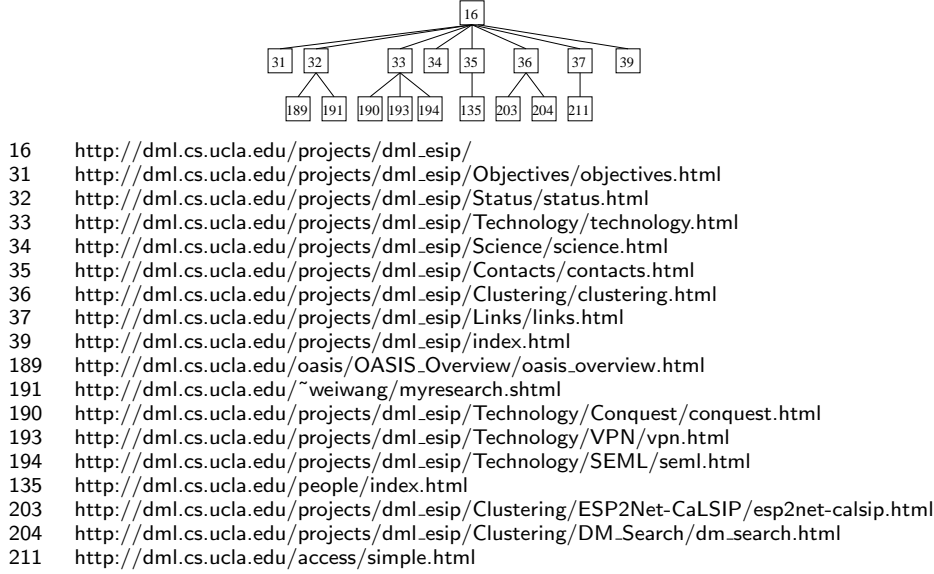 16
31 32 33 34 35 36 37 39
189 191 190 193 194 135 203 204 211
16 http://dml.cs.ucla.edu/projects/dml_esip/
31 http://dml.cs.ucla.edu/projects/dml_esip/Objectives/objectives.html
32 http://dml.cs.ucla.edu/projects/dml_esip/Status/status.html
33 http://dml.cs.ucla.edu/projects/dml_esip/Technology/technology.html
34 http://dml.cs.ucla.edu/projects/dml_esip/Science/science.html
35 http://dml.cs.ucla.edu/projects/dml_esip/Contacts/contacts.html
36 http://dml.cs.ucla.edu/projects/dml_esip/Clustering/clustering.html
37 http://dml.cs.ucla.edu/projects/dml_esip/Links/links.html
39 http://dml.cs.ucla.edu/projects/dml_esip/index.html
189 http://dml.cs.ucla.edu/oasis/OASIS_Overview/oasis_overview.html
191 http://dml.cs.ucla.edu/~weiwang/myresearch.shtml
190 http://dml.cs.ucla.edu/projects/dml_esip/Technology/Conquest/conquest.html
193 http://dml.cs.ucla.edu/projects/dml_esip/Technology/VPN/vpn.html
194 http://dml.cs.ucla.edu/projects/dml_esip/Technology/SEML/seml.html
135 http://dml.cs.ucla.edu/people/index.html
203 http://dml.cs.ucla.edu/projects/dml_esip/Clustering/ESP2Net-CaLSIP/esp2net-calsip.html
204 http://dml.cs.ucla.edu/projects/dml_esip/Clustering/DM_Search/dm_search.html
211 http://dml.cs.ucla.edu/access/simple.html